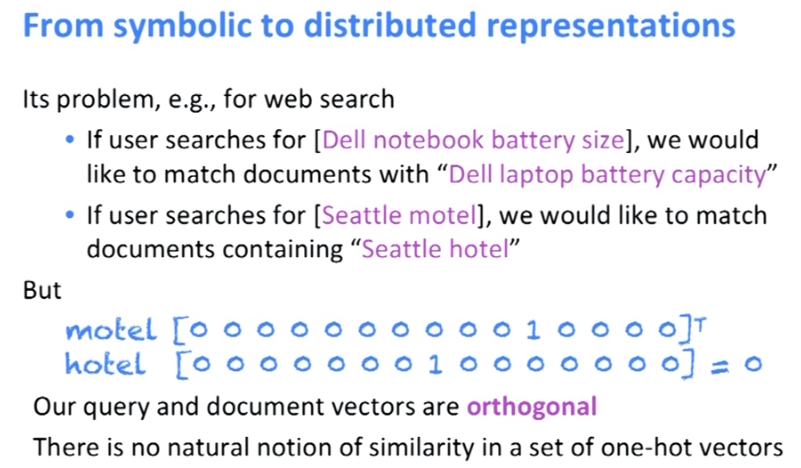 From symbolic to distributed representations
Its problem, e.g., for web search
• If user searches for [Dell notebook battery size], we would
like to match documents with “Dell laptop battery capacity”
• If user searches for [Seattle motel], we would like to match
documents containing “Seattle hotel”
But
motel [0 0 0 0 0 0 0 0 0 0 1 0 0 0 0]ᵀ
hotel [0 0 0 0 0 0 0 1 0 0 0 0 0 0 0] = 0
Our query and document vectors are orthogonal
There is no natural notion of similarity in a set of one-hot vectors